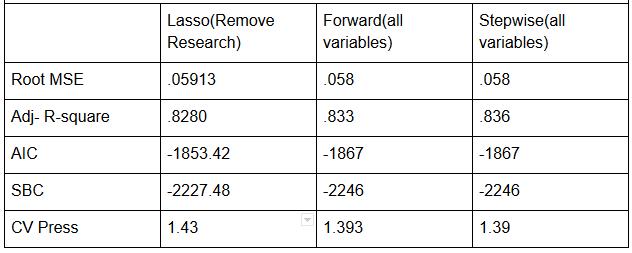 Lasso(Remove Forward(all Stepwise(all
Research) variables) variables)
Root MSE .05913 .058 .058
Adj- R-square .8280 .833 .836
AIC -1853.42 -1867 -1867
SBC -2227.48 -2246 -2246
CV Press 1.43 1.393 1.39